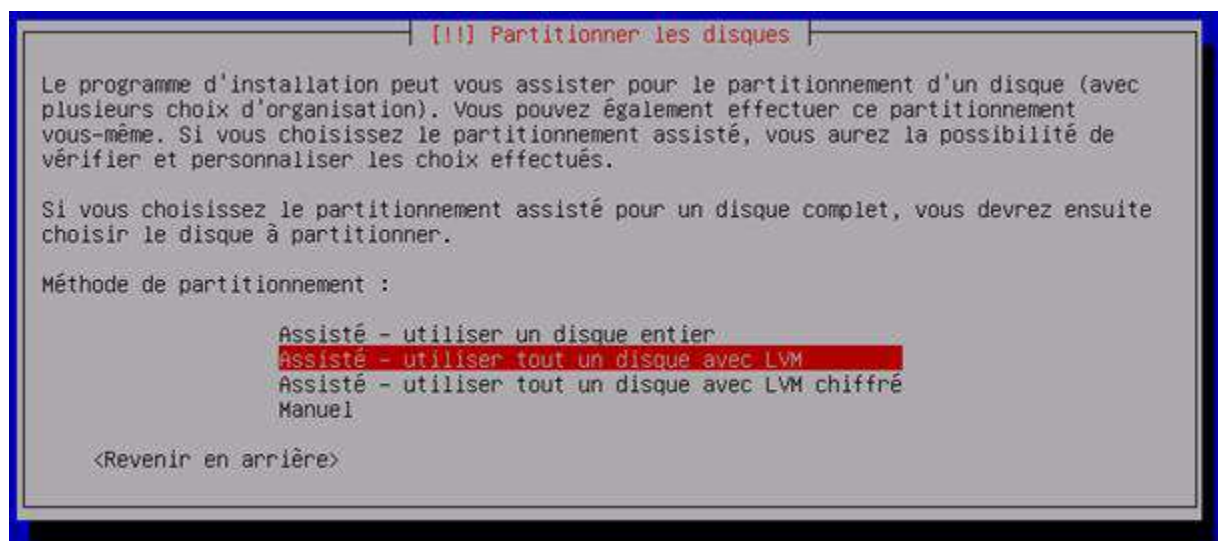 [!!] Partitionner les disques
Le programme d'installation peut vous assister pour le partitionnement d'un disque (avec
plusieurs choix d'organisation). Vous pouvez également effectuer ce partitionnement
vous-même. Si vous choisissez le partitionnement assisté, vous aurez la possibilité de
vérifier et personnaliser les choix effectués.
Si vous choisissez le partitionnement assisté pour un disque complet, vous devrez ensuite
choisir le disque à partitionner.
Méthode de partitionnement :
Assisté - utiliser un disque entier
Assisté - utiliser tout un disque avec LVM
Assisté - utiliser tout un disque avec LVM chiffré
Manuel
<Revenir en arrière>